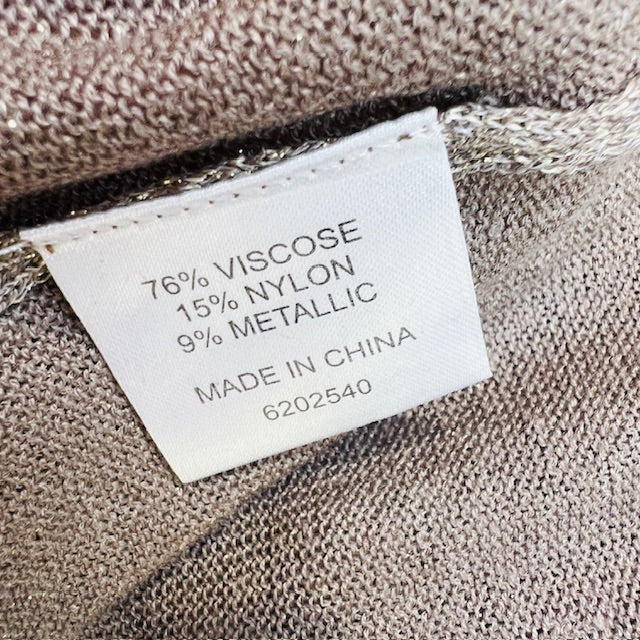 76% VISCOSE
15% NYLON
9% METALLIC
MADE IN CHINA
6202540